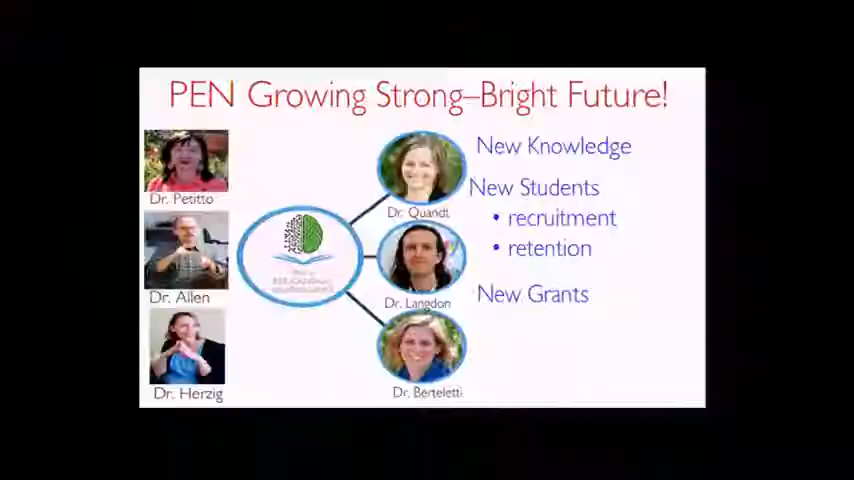 PEN Growing Strong–Bright Future!
Dr. Petitto
Dr. Allen
Dr. Herzig
Dr. Quandt
Dr. Langdon
Dr. Berteletti
New Knowledge
New Students
• recruitment
• retention
New Grants